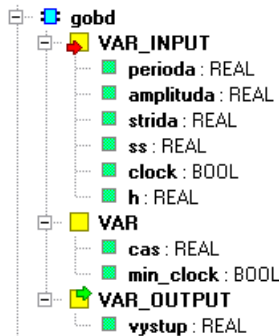 gobd
VAR_INPUT
perioda : REAL
amplituda : REAL
strida : REAL
ss : REAL
clock : BOOL
h : REAL
VAR
cas : REAL
min_clock : BOOL
VAR_OUTPUT
vystup : REAL